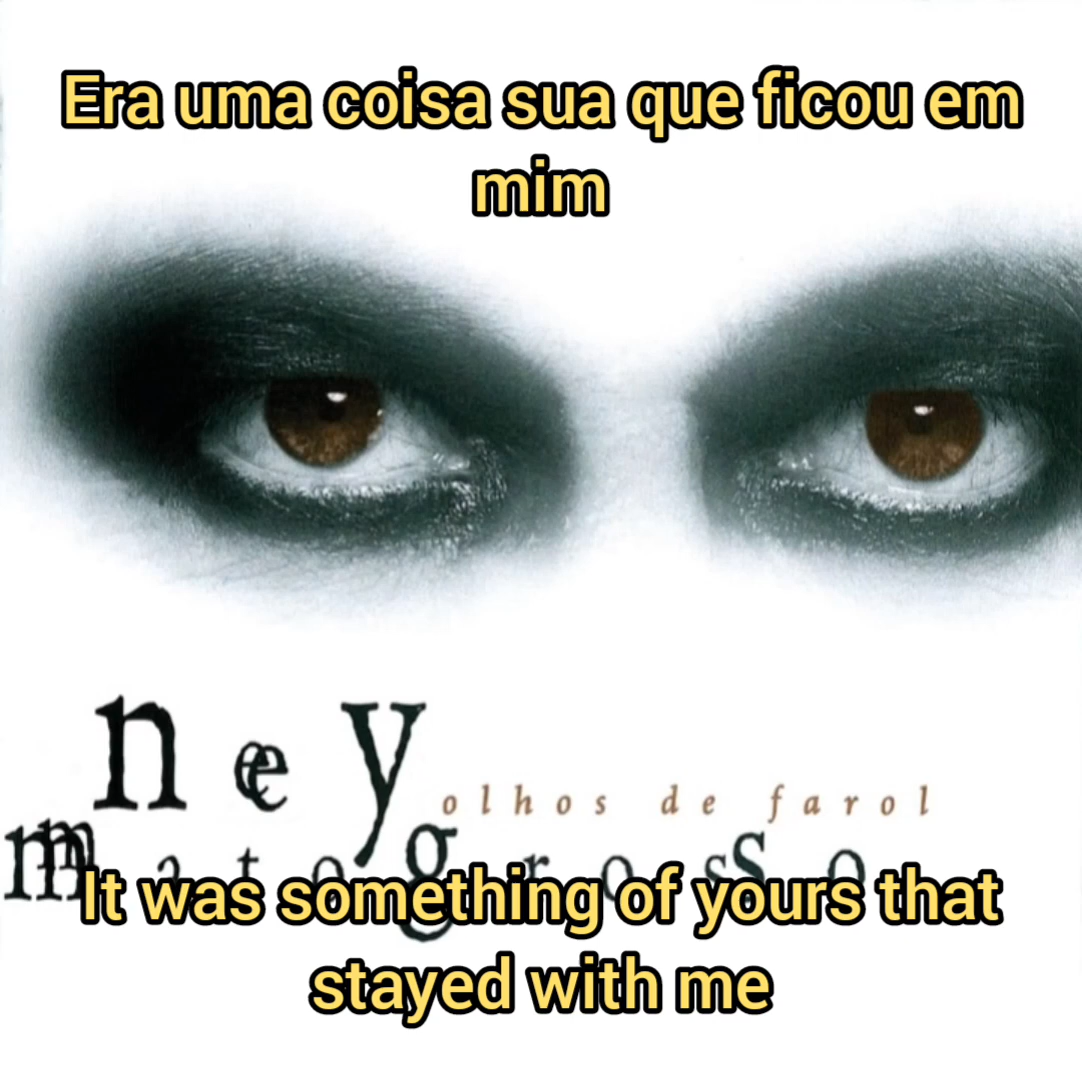 Era uma coisa sua que ficou em
mim
ney
olhos de farol
matogrosso
It was something of yours that
stayed with me